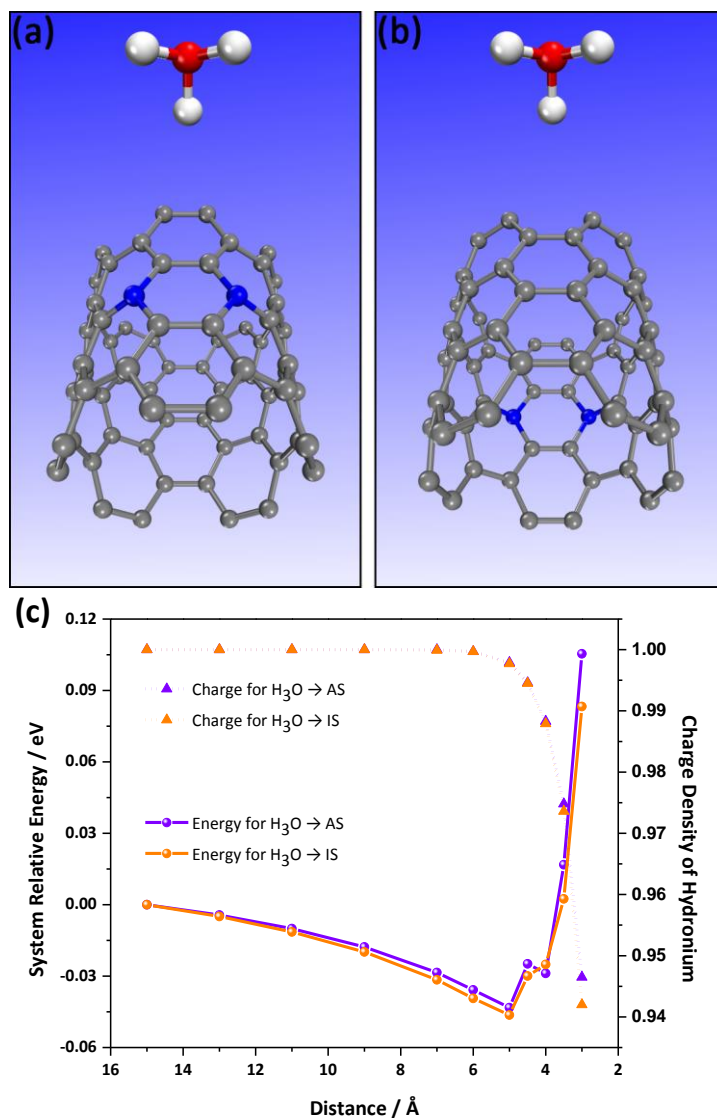 (a)
(b)
(c)
0.12
0.09
0.06
0.03
0.00
-0.03
-0.06
System Relative Energy / eV
Charge for H₃O → AS
Charge for H₃O → IS
Energy for H₃O → AS
Energy for H₃O → IS
1.00
0.99
0.98
0.97
0.96
0.95
0.94
Charge Density of Hydronium
16 14 12 10 8 6 4 2
Distance / Å